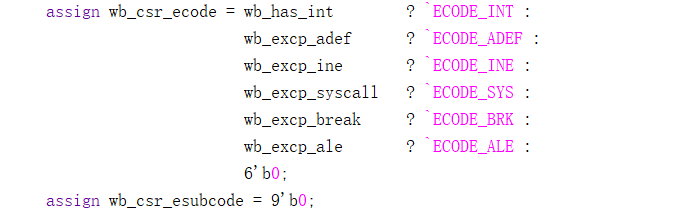 assign wb_csr_ecode = wb_has_int ? `ECODE_INT :
wb_excp_adef ? `ECODE_ADEF :
wb_excp_ine ? `ECODE_INE :
wb_excp_syscall ? `ECODE_SYS :
wb_excp_break ? `ECODE_BRK :
wb_excp_ale ? `ECODE_ALE :
6'b0;
assign wb_csr_esubcode = 9'b0;